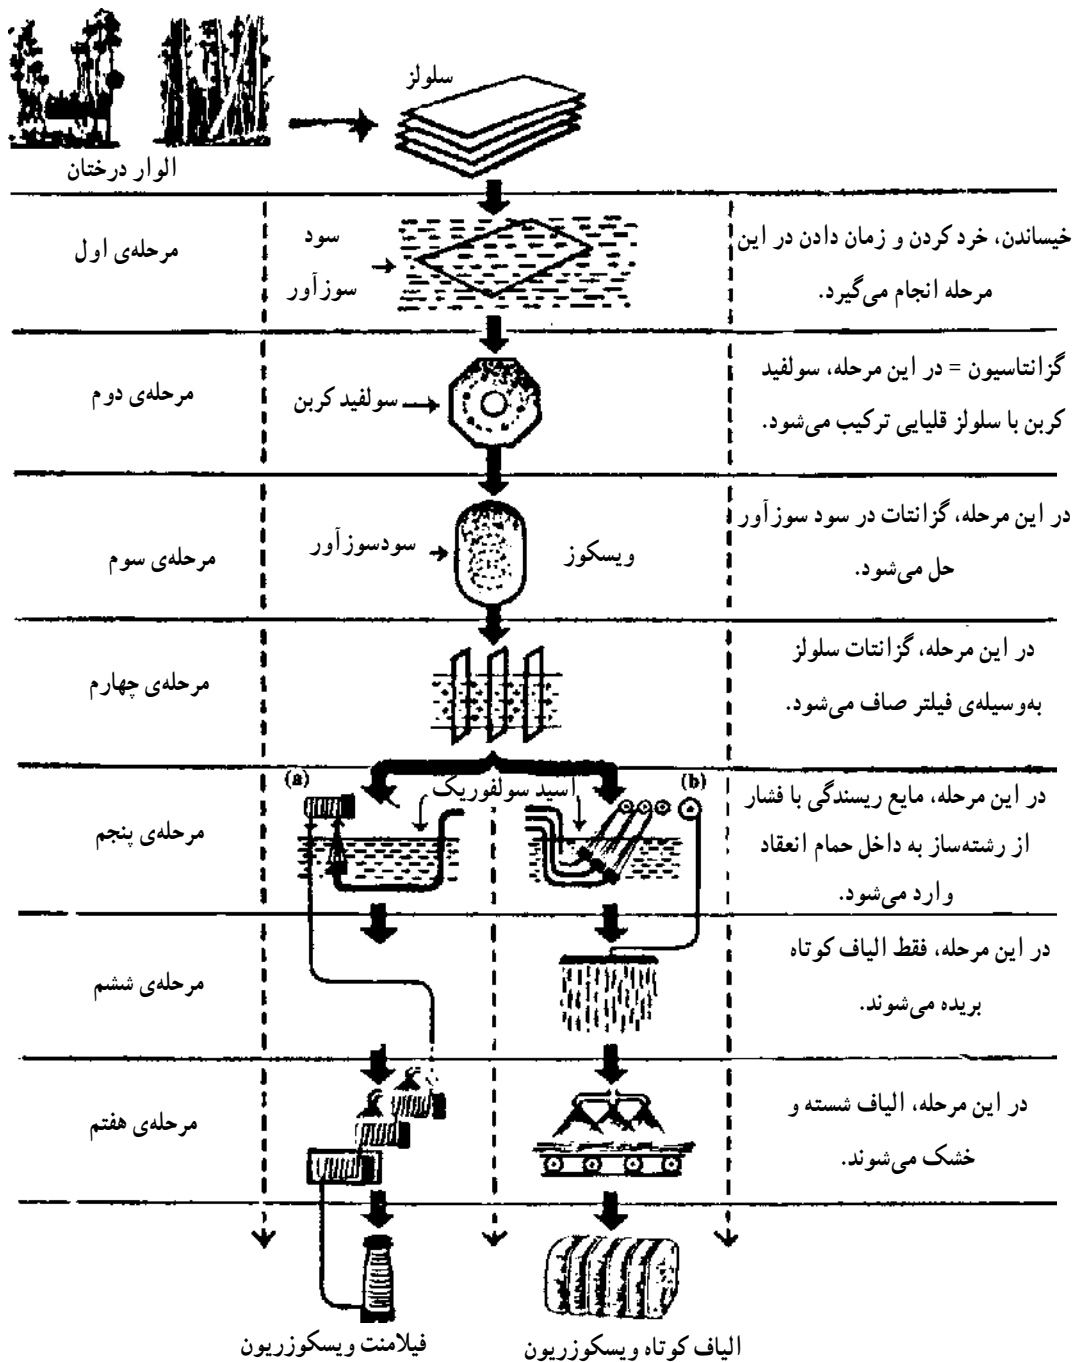 سلولز
الوار درختان
خیساندن، خرد کردن و زمان دادن در این
مرحله انجام می‌گیرد.
سود
سوزآور
مرحله‌ی اول
گزانتاسیون = در این مرحله، سولفید
کربن با سلولز قلیایی ترکیب می‌شود.
سولفید کربن
مرحله‌ی دوم
در این مرحله، گزانتات در سود سوزآور
حل می‌شود.
ویسکوز
سودسوزآور
مرحله‌ی سوم
در این مرحله، گزانتات سلولز
به‌وسیله‌ی فیلتر صاف می‌شود.
مرحله‌ی چهارم
در این مرحله، مایع ریسندگی با فشار
از رشته‌ساز به داخل حمام انعقاد
وارد می‌شود.
(b)
اسید سولفوریک
(a)
مرحله‌ی پنجم
در این مرحله، فقط الیاف کوتاه
بریده می‌شوند.
مرحله‌ی ششم
در این مرحله، الیاف شسته و
خشک می‌شوند.
مرحله‌ی هفتم
الیاف کوتاه ویسکوزریون
فیلامنت ویسکوزریون